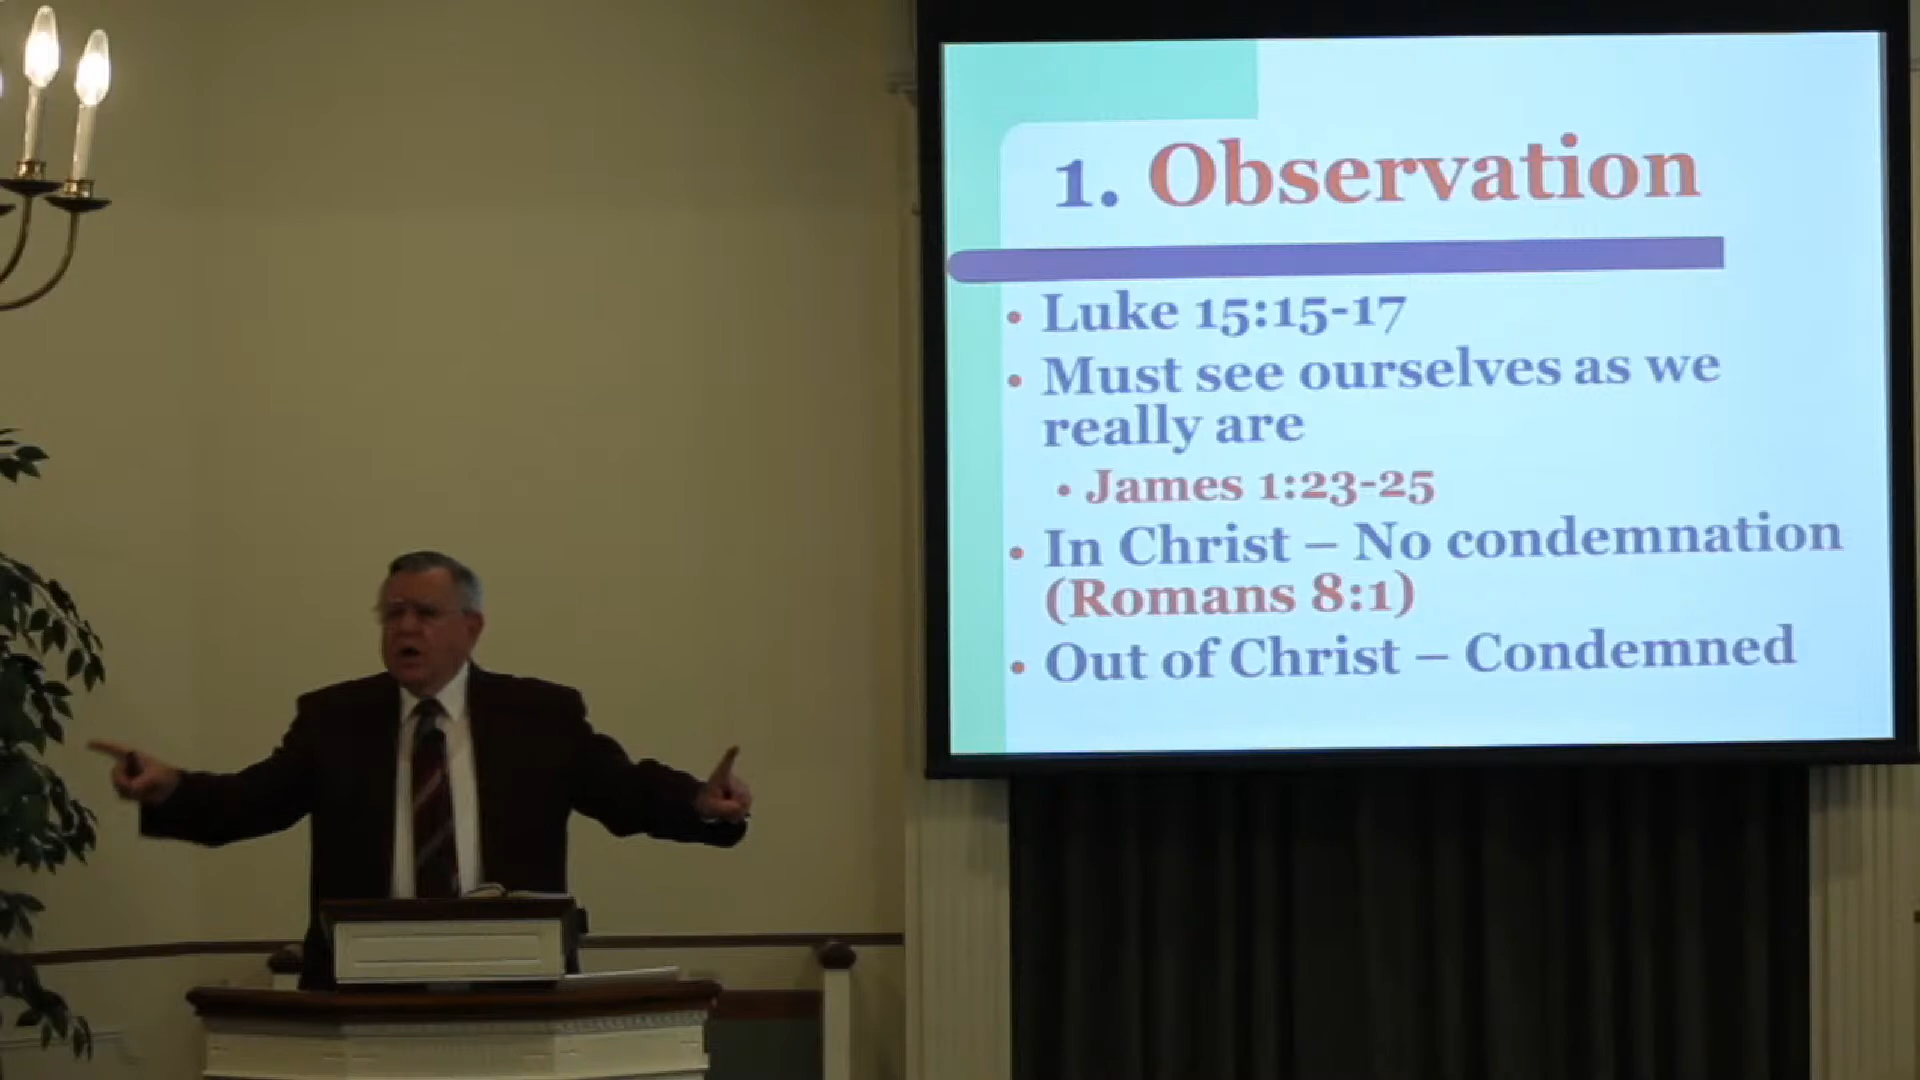 1. Observation
• Luke 15:15-17
• Must see ourselves as we
really are
• James 1:23-25
• In Christ – No condemnation
(Romans 8:1)
• Out of Christ – Condemned